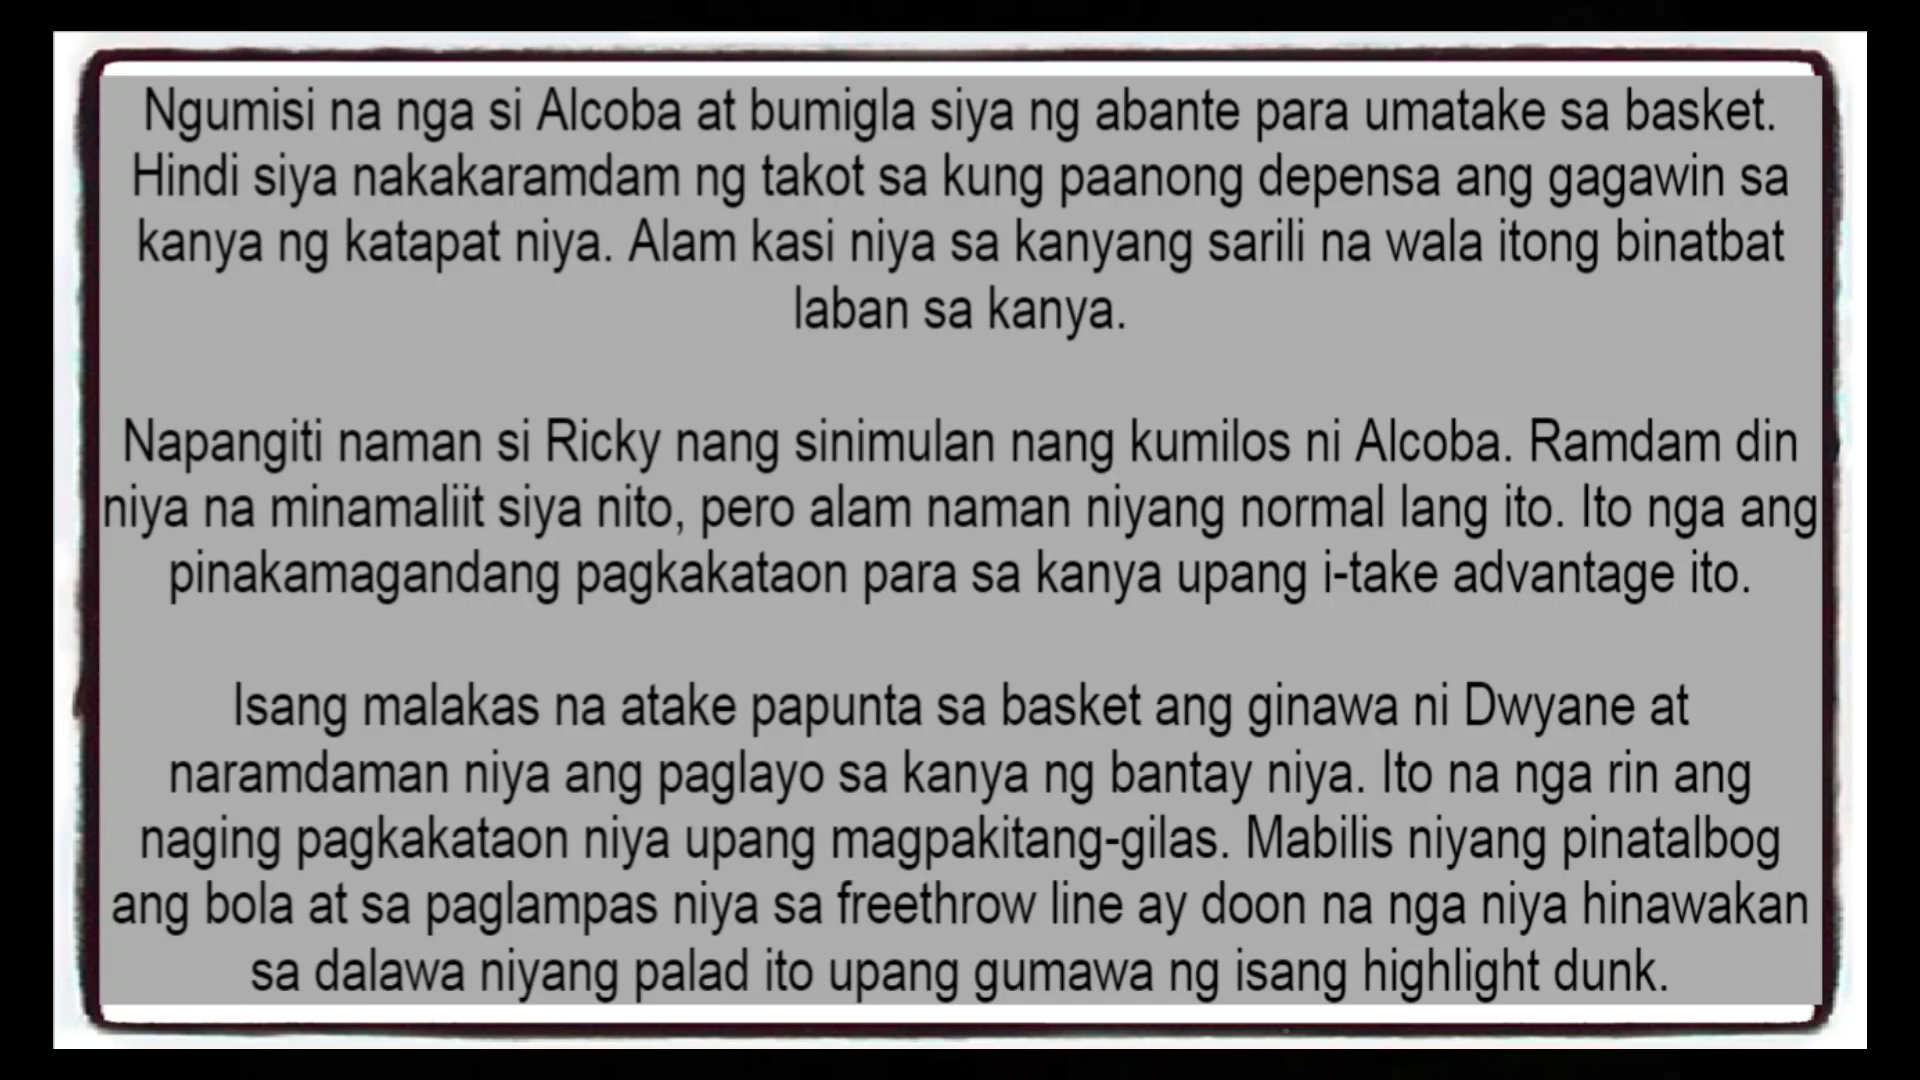 Ngumisi na nga si Alcoba at bumigla siya ng abante para umatake sa basket.
Hindi siya nakakaramdam ng takot sa kung paanong depensa ang gagawin sa
kanya ng katapat niya. Alam kasi niya sa kanyang sarili na wala itong binatbat
laban sa kanya.
Napangiti naman si Ricky nang sinimulan nang kumilos ni Alcoba. Ramdam din
niya na minamaliit siya nito, pero alam naman niyang normal lang ito. Ito nga ang
pinakamagandang pagkakataon para sa kanya upang i-take advantage ito.
Isang malakas na atake papunta sa basket ang ginawa ni Dwyane at
naramdaman niya ang paglayo sa kanya ng bantay niya. Ito na nga rin ang
naging pagkakataon niya upang magpakitang-gilas. Mabilis niyang pinatalbog
ang bola at sa paglampas niya sa freethrow line ay doon na nga niya hinawakan
sa dalawa niyang palad ito upang gumawa ng isang highlight dunk.